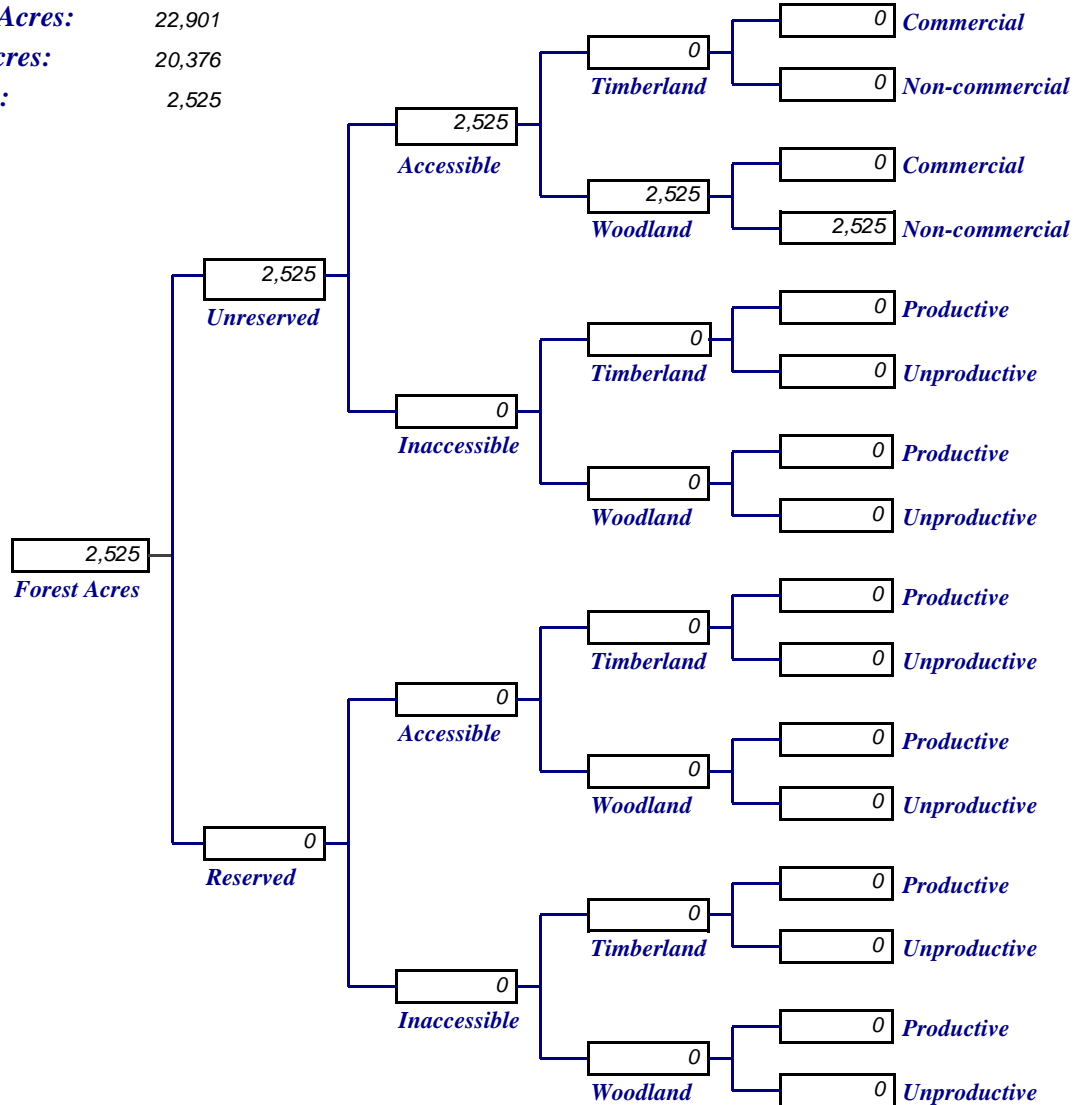 Acres: 22,901
cres: 20,376
: 2,525
0 Commercial
0
Timberland
0 Non-commercial
2,525
Accessible
0 Commercial
2,525
Woodland
2,525 Non-commercial
2,525
Unreserved
0 Productive
0
Timberland
0 Unproductive
0
Inaccessible
0 Productive
0
Woodland
0 Unproductive
2,525
Forest Acres
0 Productive
0
Timberland
0 Unproductive
0
Accessible
0 Productive
0
Woodland
0 Unproductive
0
Reserved
0 Productive
0
Timberland
0 Unproductive
0
Inaccessible
0 Productive
0
Woodland
0 Unproductive